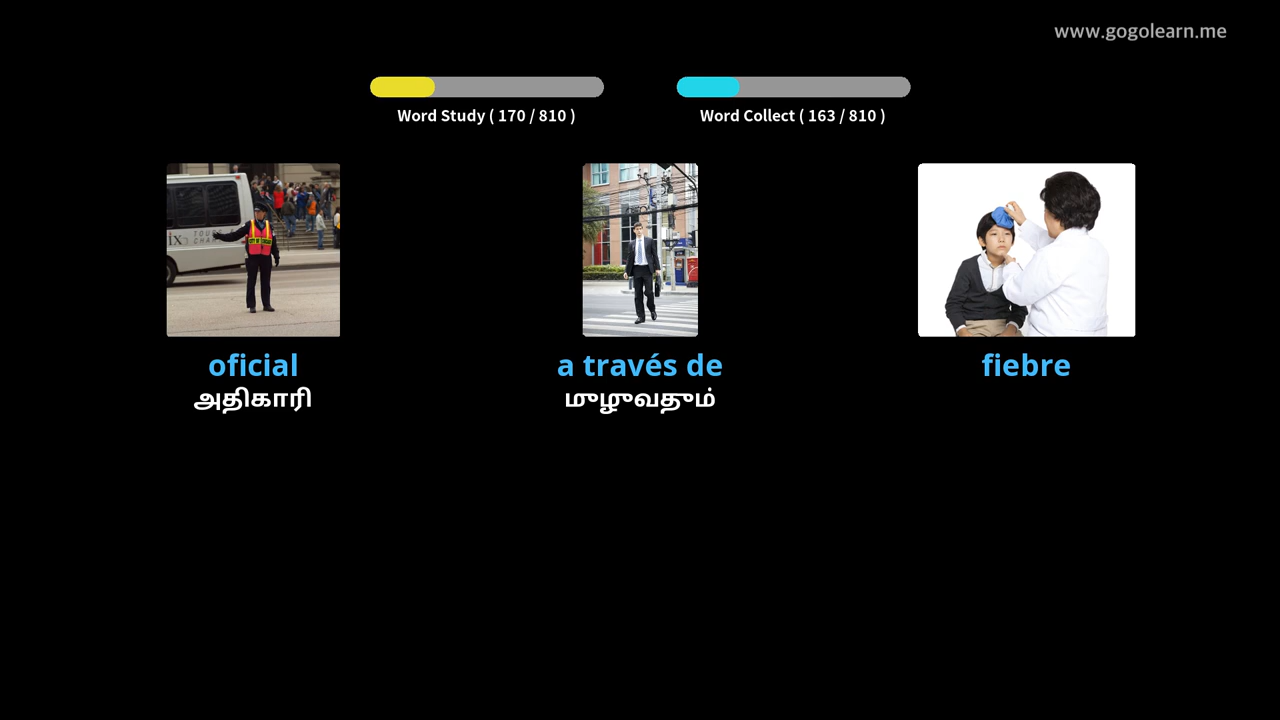 www.gogolearn.me
Word Study ( 170 / 810 )
Word Collect ( 163 / 810 )
oficial
அதிகாரி
a través de
முழுவதும்
fiebre